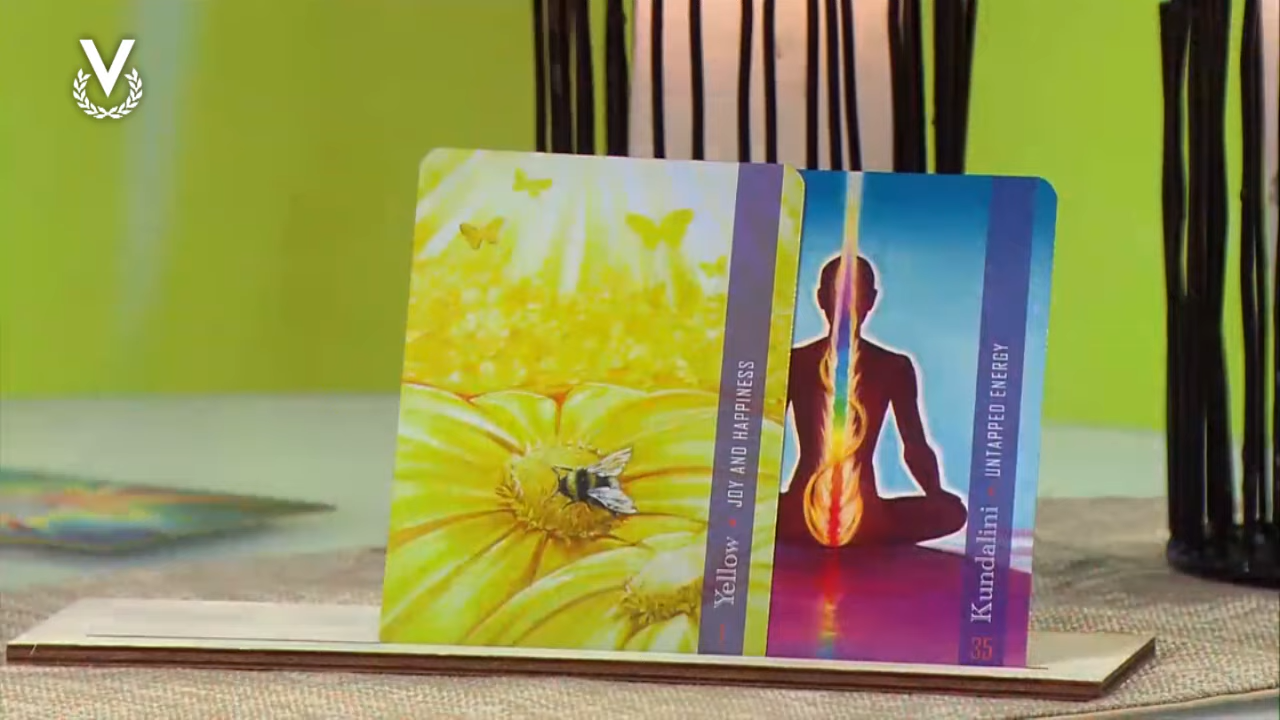 V
Yellow • JOY AND HAPPINESS
35 Kundalini • UNTAPPED ENERGY